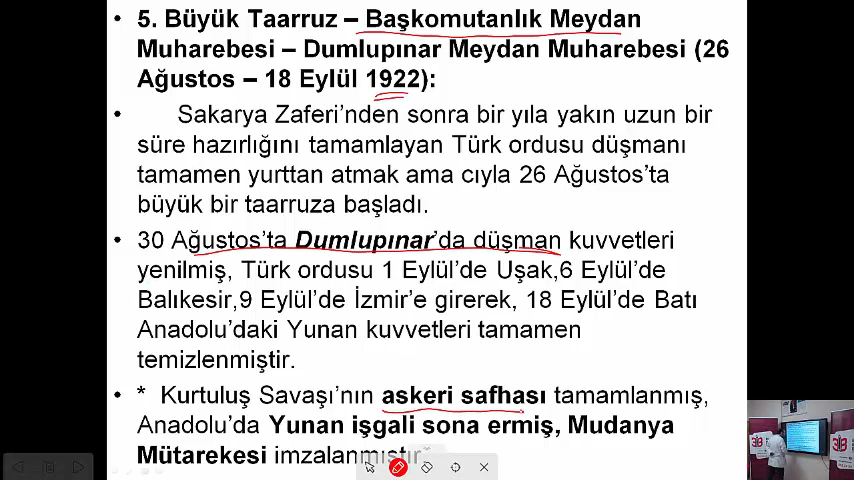 5. Büyük Taarruz – Başkomutanlık Meydan
Muharebesi – Dumlupınar Meydan Muharebesi (26
Ağustos – 18 Eylül 1922):
Sakarya Zaferi’nden sonra bir yıla yakın uzun bir
süre hazırlığını tamamlayan Türk ordusu düşmanı
tamamen yurttan atmak ama cıyla 26 Ağustos’ta
büyük bir taarruza başladı.
30 Ağustos’ta Dumlupınar’da düşman kuvvetleri
yenilmiş, Türk ordusu 1 Eylül’de Uşak,6 Eylül’de
Balıkesir,9 Eylül’de İzmir’e girerek, 18 Eylül’de Batı
Anadolu’daki Yunan kuvvetleri tamamen
temizlenmiştir.
* Kurtuluş Savaşı’nın askeri safhası tamamlanmış,
Anadolu’da Yunan işgali sona ermiş, Mudanya
Mütarekesi imzalanmıştır